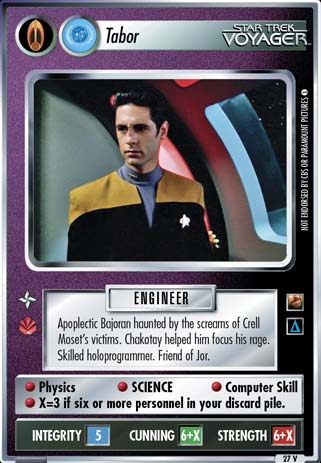 Tabor
STAR TREK
VOYAGER
NOT ENDORSED BY CBS OR PARAMOUNT PICTURES
ENGINEER
Apoplectic Bajoran haunted by the screams of Crell
Moset's victims. Chakotay helped him focus his rage.
Skilled holoprogrammer. Friend of Jor.
Physics
SCIENCE
Computer Skill
X=3 if six or more personnel in your discard pile.
INTEGRITY 5 CUNNING 6+X STRENGTH 6+X
27 V